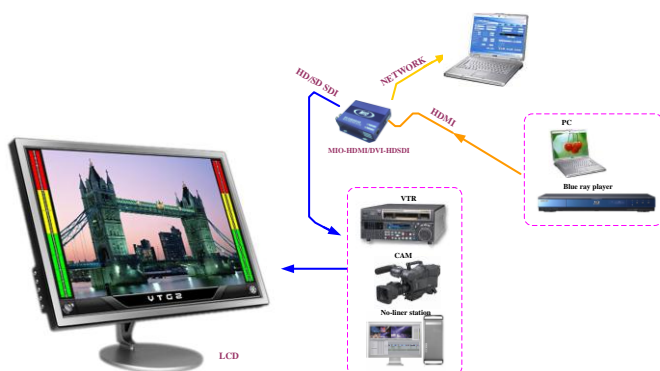 NETWORK
HD/SD SDI
HDMI
MIO-HDMI/DVI-HDSDI
PC
Blue ray player
VTR
CAM
No-liner station
VTG2
LCD